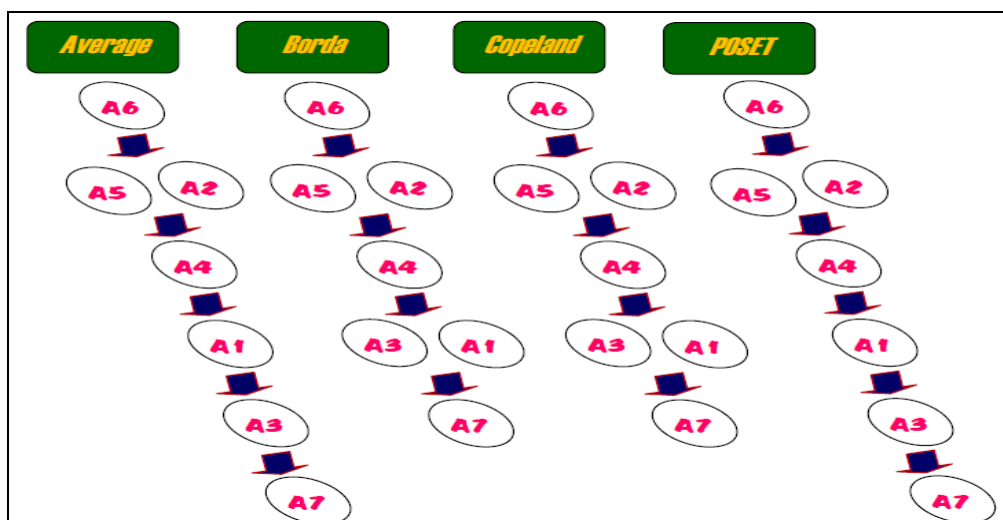 Average Borda Copeland POSET
A6 A6 A6 A6
A5 A2 A5 A2 A5 A2 A5 A2
A4 A4 A4 A4
A1 A3 A1 A3 A1 A1
A3 A7 A7 A3
A7 A7